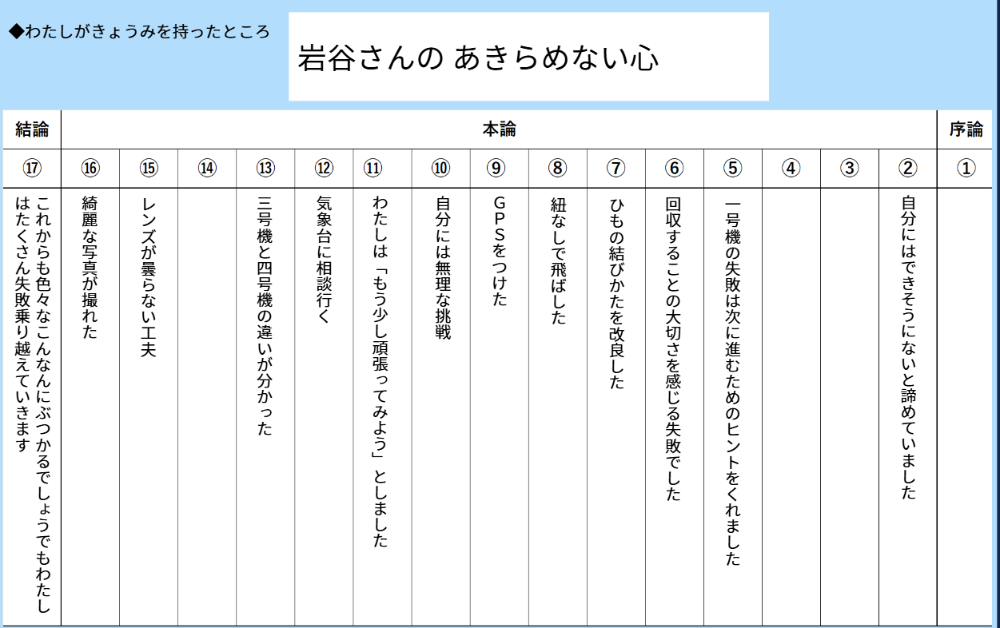 ◆わたしがきょうみを持ったところ
岩谷さんの あきらめない心
序論
本論
結論
①
②
自分にはできそうにないと諦めていました
③
④
⑤
一号機の失敗は次に進むためのヒントをくれました
⑥
回収することの大切さを感じる失敗でした
⑦
ひもの結びかたを改良した
⑧
紐なしで飛ばした
⑨
ＧＰＳをつけた
⑩
自分には無理な挑戦
⑪
わたしは「もう少し頑張ってみよう」としました
⑫
気象台に相談行く
⑬
三号機と四号機の違いが分かった
⑭
⑮
レンズが曇らない工夫
⑯
綺麗な写真が撮れた
⑰
これからも色々なこんなんにぶつかるでしょうでもわたし
はたくさん失敗乗り越えていきます